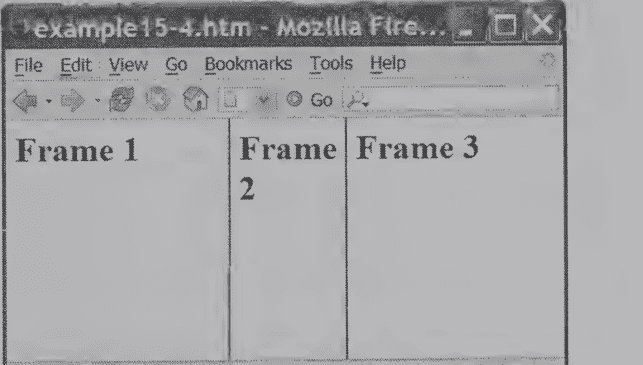 example15-4.htm - Mozilla Fire...
File Edit View Go Bookmarks Tools Help
Go
Frame 1
Frame
2
Frame 3